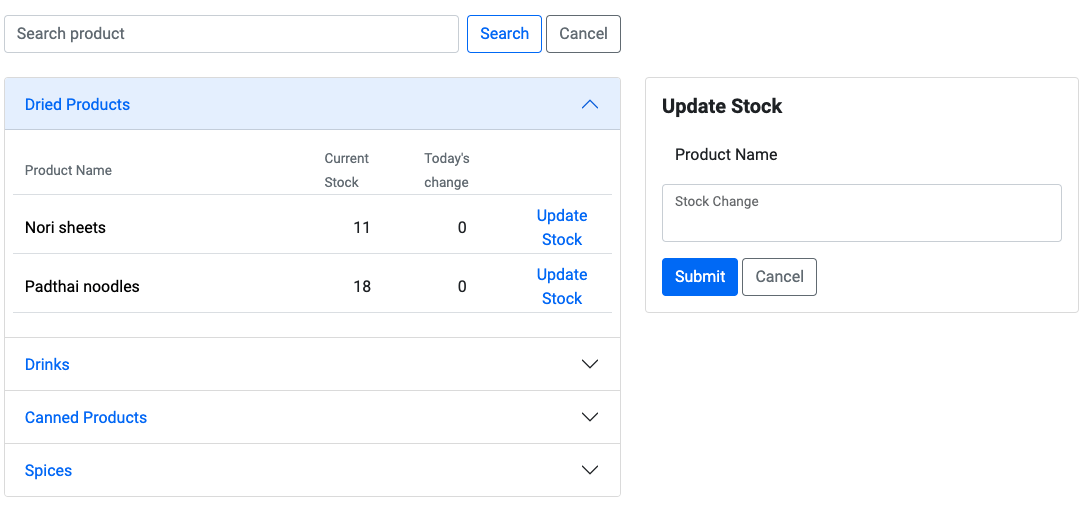 Search product
Search
Cancel
Dried Products
Product Name
Current
Stock
Today's
change
Nori sheets
11
0
Update
Stock
Padthai noodles
18
0
Update
Stock
Drinks
Canned Products
Spices
Update Stock
Product Name
Stock Change
Submit
Cancel